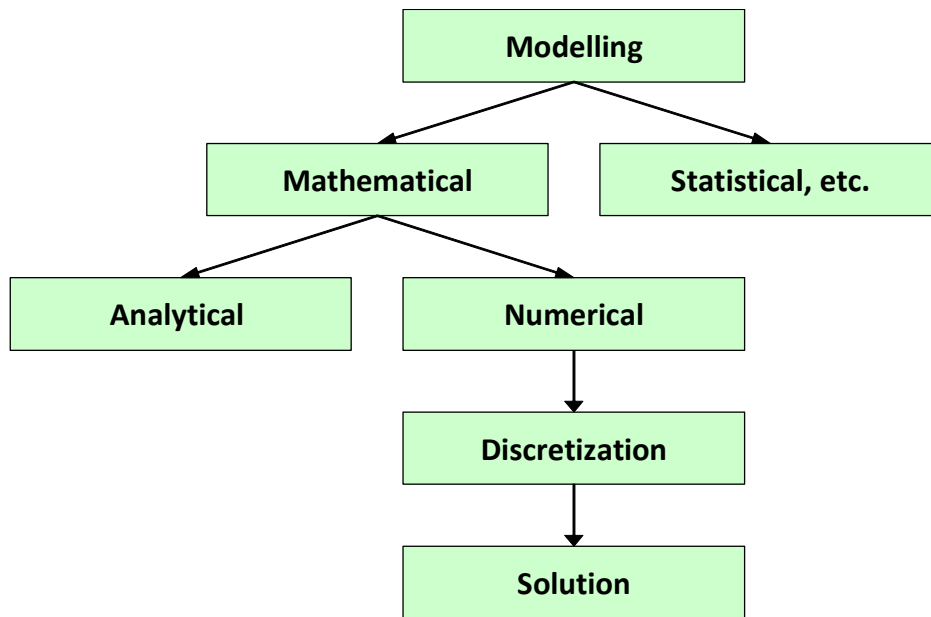 Modelling
Mathematical
Statistical, etc.
Analytical
Numerical
Discretization
Solution